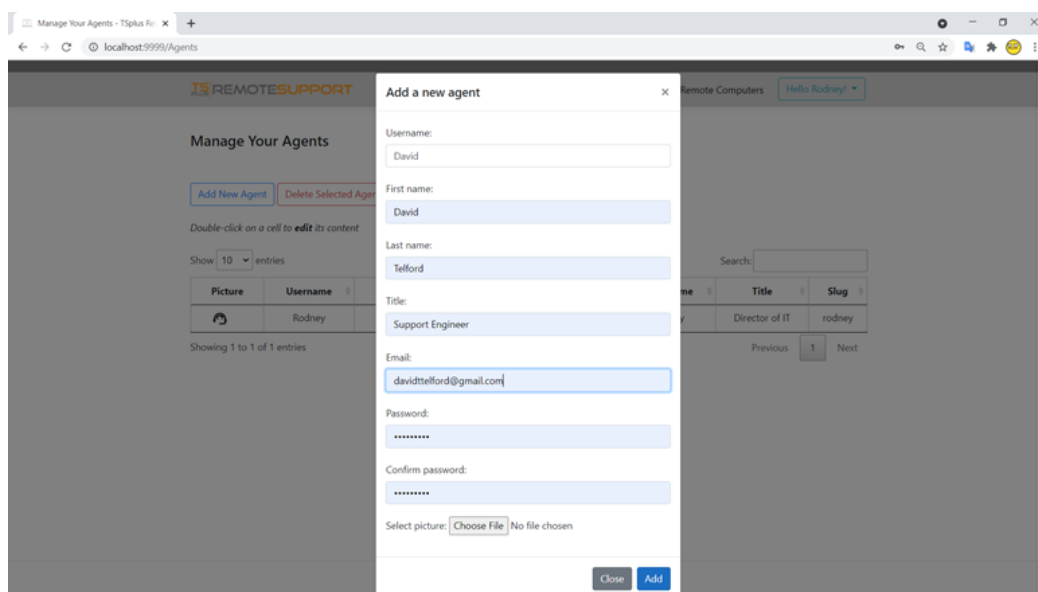 Manage Your Agents - TSplus Re
localhost:9999/Agents
REMOTESUPPORT
Remote Computers
Hello Rodney!
Manage Your Agents
Add New Agent
Delete Selected Agen
Double-click on a cell to edit its content
Show 10 entries
Search:
Picture Username me Title Slug
Rodney y Director of IT rodney
Showing 1 to 1 of 1 entries
Previous 1 Next
Add a new agent
Username:
David
First name:
David
Last name:
Telford
Title:
Support Engineer
Email:
davidttelford@gmail.com
Password:
•••••••••
Confirm password:
•••••••••
Select picture: Choose File No file chosen
Close Add